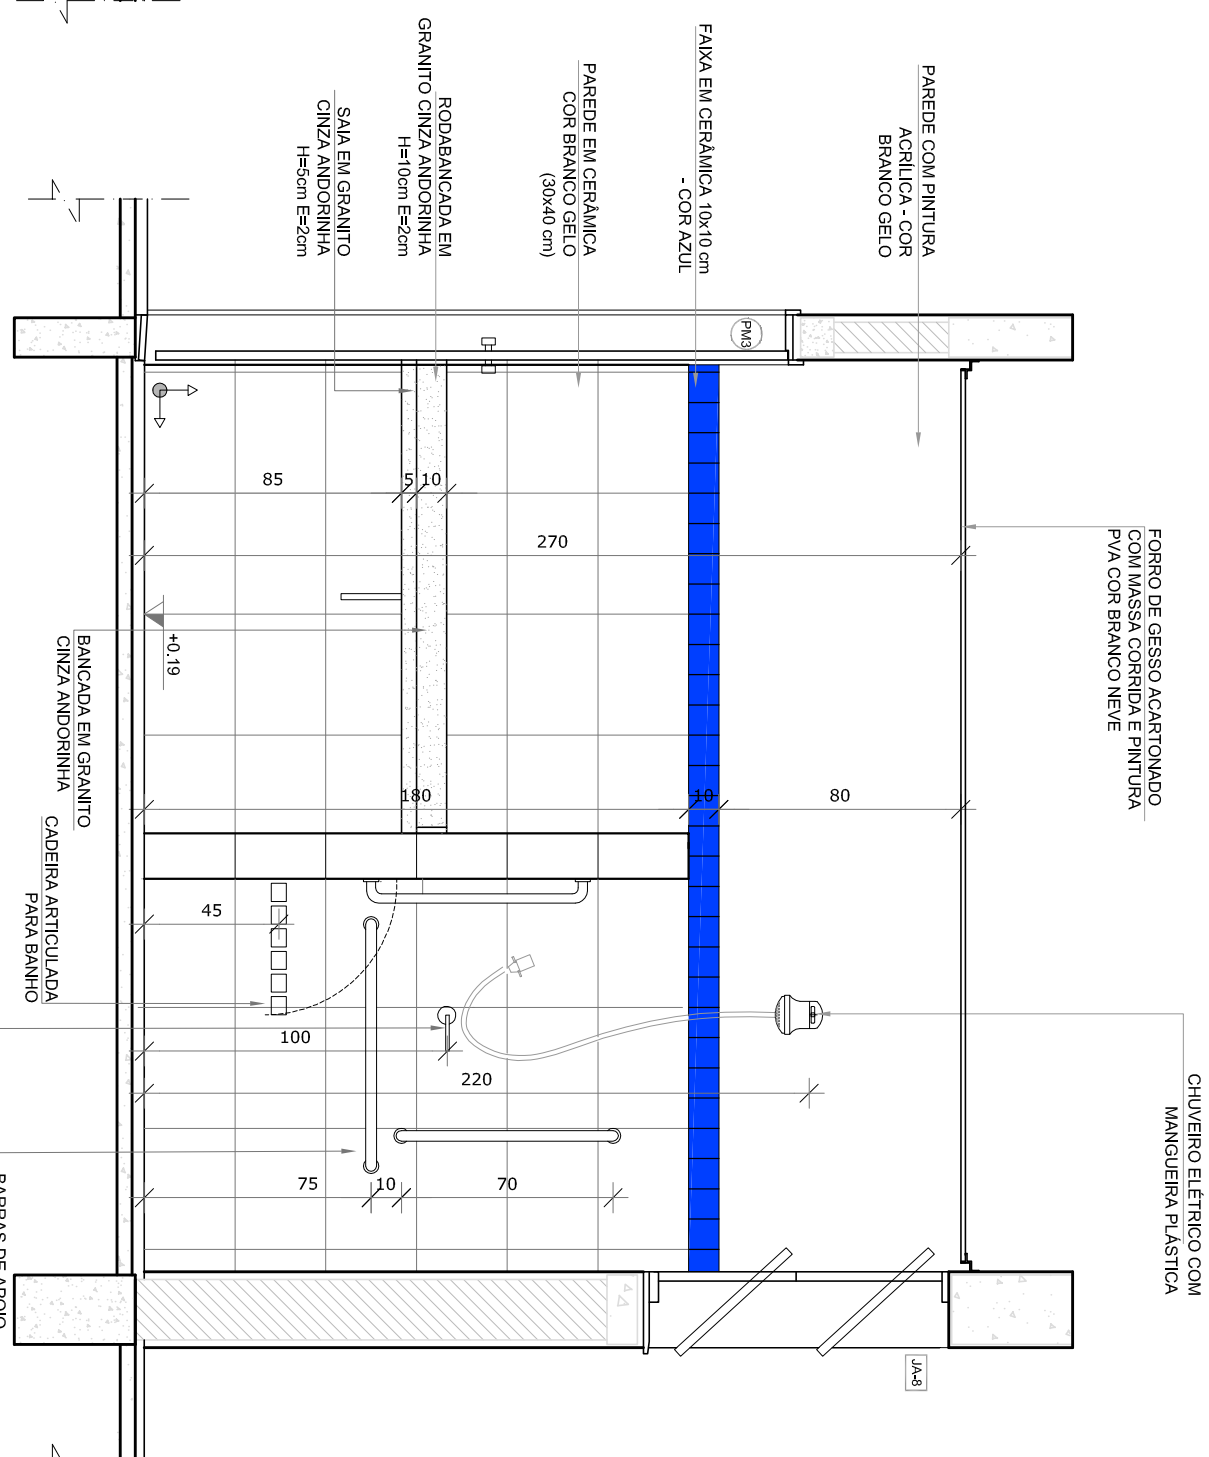 PAREDE COM PINTURA
ACRÍLICA - COR
BRANCO GELO
FAIXA EM CERÂMICA 10x10 cm
- COR AZUL
PAREDE EM CERÂMICA
COR BRANCO GELO
(30x40 cm)
RODABANCADA EM
GRANITO CINZA ANDORINHA
H=10cm E=2cm
SAIA EM GRANITO
CINZA ANDORINHA
H=5cm E=2cm
PM3
FORRO DE GESSO ACARTONADO
COM MASSA CORRIDA E PINTURA
PVA COR BRANCO NEVE
85
5
10
270
+0.19
BANCADA EM GRANITO
CINZA ANDORINHA
180
10
80
CADEIRA ARTICULADA
PARA BANHO
45
100
220
75
10
70
CHUVEIRO ELÉTRICO COM
MANGUEIRA PLÁSTICA
JA-8
BARRAS DE APOIO